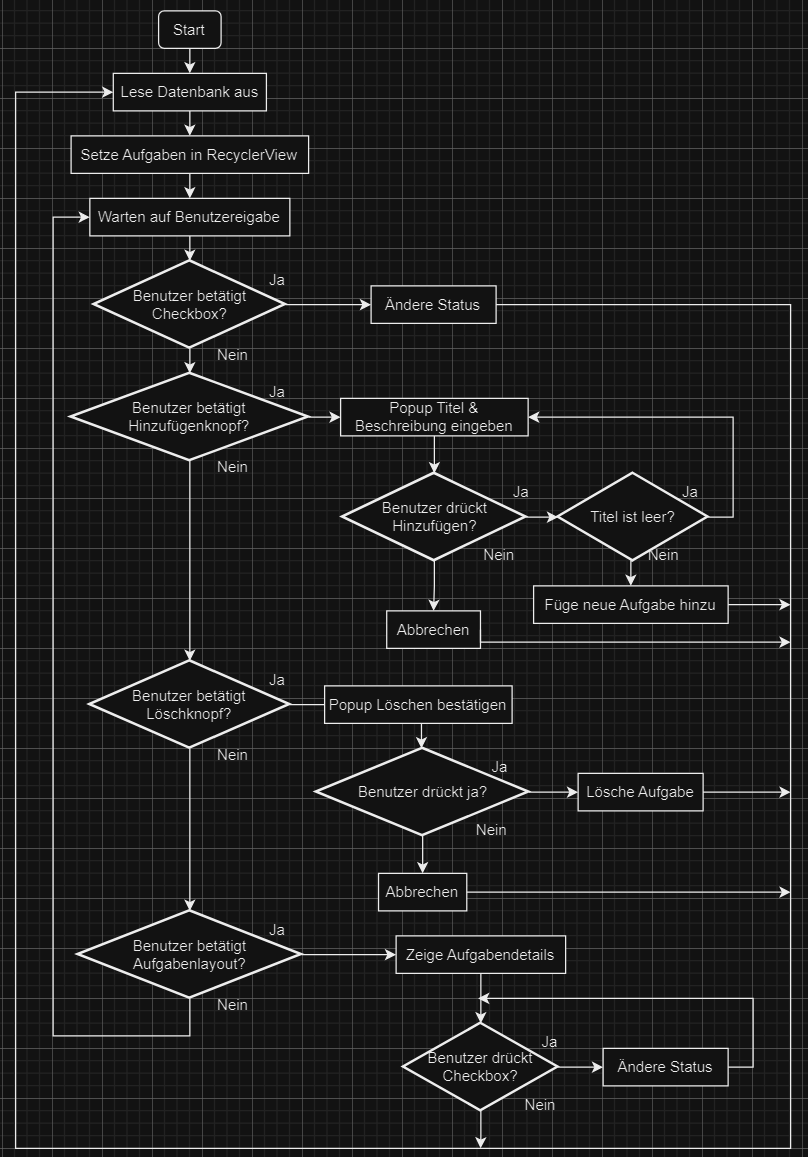 Start
Lese Datenbank aus
Setze Aufgaben in RecyclerView
Warten auf Benutzereigabe
Benutzer betätigt
Checkbox?
Ja
Ändere Status
Nein
Benutzer betätigt
Hinzufügenknopf?
Ja
Popup Titel &
Beschreibung eingeben
Nein
Benutzer drückt
Hinzufügen?
Ja
Titel ist leer?
Ja
Nein
Nein
Füge neue Aufgabe hinzu
Abbrechen
Benutzer betätigt
Löschknopf?
Ja
Popup Löschen bestätigen
Nein
Benutzer drückt ja?
Ja
Lösche Aufgabe
Nein
Abbrechen
Benutzer betätigt
Aufgabenlayout?
Ja
Zeige Aufgabendetails
Nein
Benutzer drückt
Checkbox?
Ja
Ändere Status
Nein